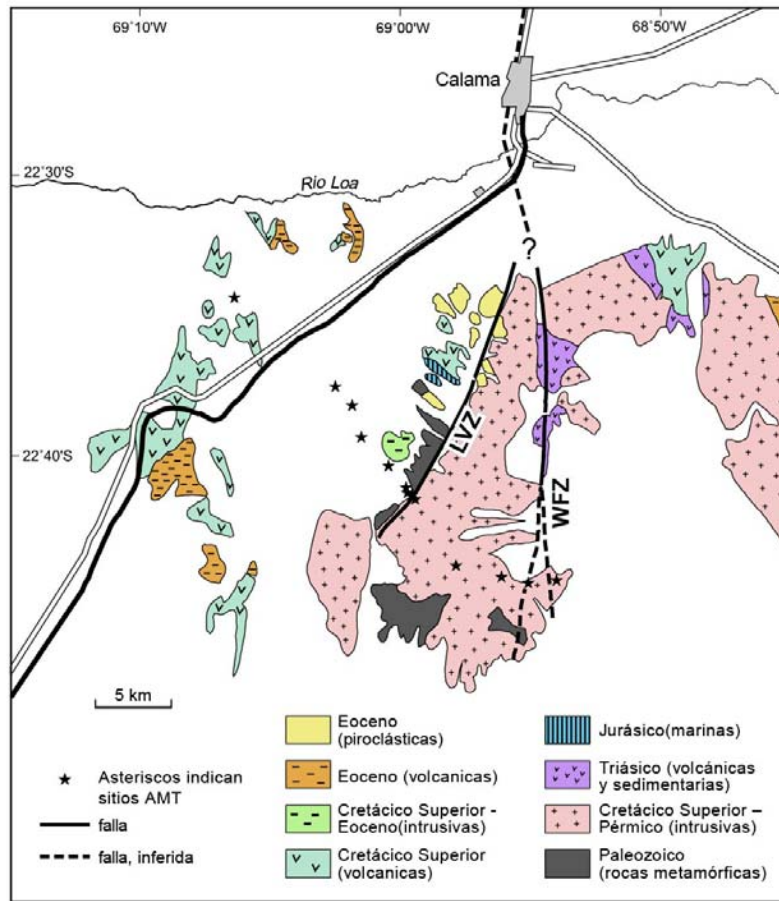 69°10'W
69°00'W
68°50'W
Calama
22°30'S
Rio Loa
?
LVZ
22°40'S
WFZ
5 km
Asteriscos indican
sitios AMT
falla
falla, inferida
Eoceno
(piroclásticas)
Eoceno (volcanicas)
Cretácico Superior -
Eoceno(intrusivas)
Cretácico Superior
(volcanicas)
Jurásico(marinas)
Triásico (volcánicas
y sedimentarias)
Cretácico Superior –
Pérmico (intrusivas)
Paleozoico
(rocas metamórficas)